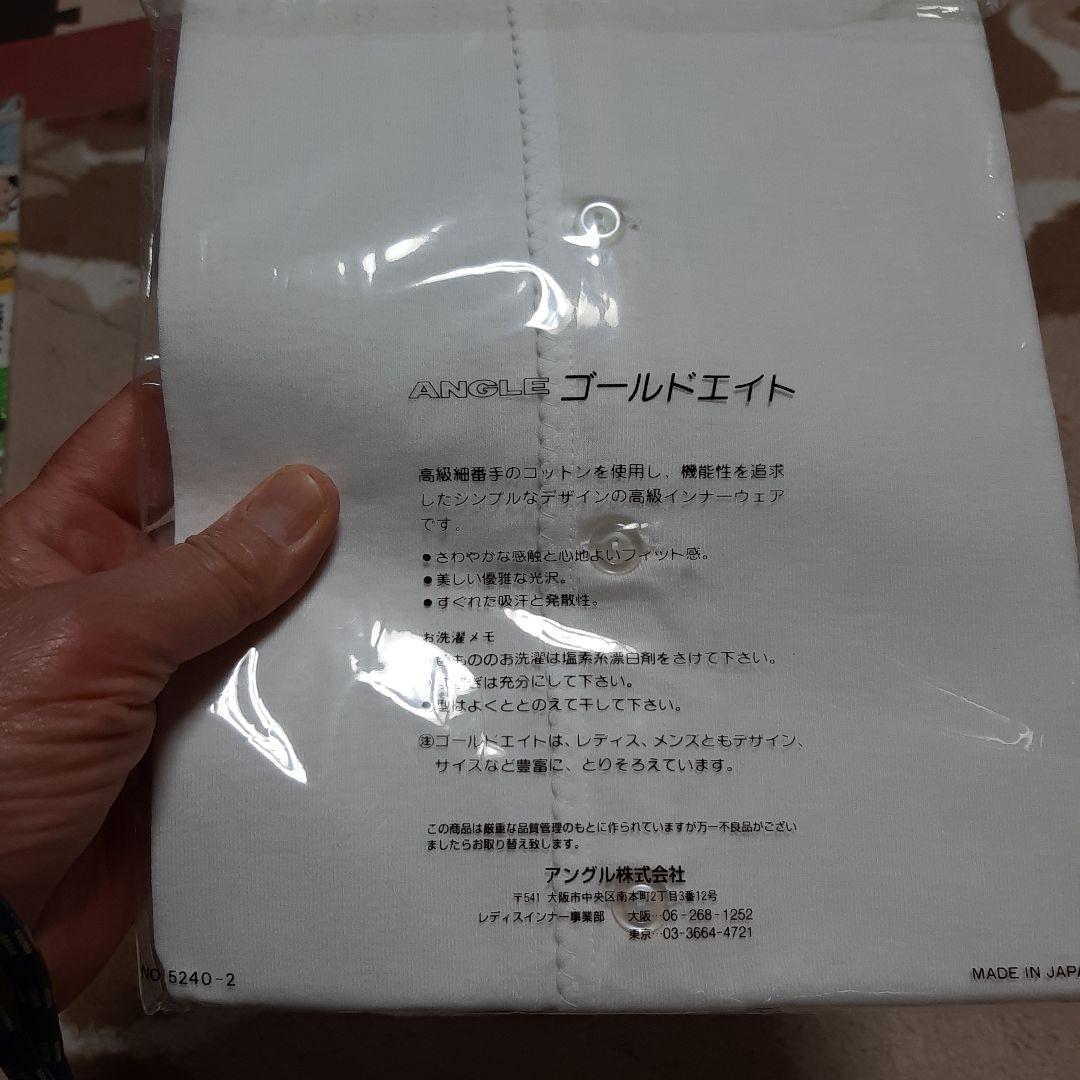 ANGLE ゴールドエイト
高級細番手のコットンを使用し、機能性を追求
したシンプルなデザインの高級インナーウェア
です。
●さわやかな感触と心地よいフィット感。
●美しい優雅な光沢。
●すぐれた吸汗と発散性。
お洗濯メモ
もののお洗濯は塩素系漂白剤をさけて下さい。
ぎは充分にして下さい。
●型はよくととのえて干して下さい。
㊟ゴールドエイトは、レディス、メンズともデザイン、
サイズなど豊富に、とりそろえています。
この商品は厳重な品質管理のもとに作られていますが万一不良品がござい
ましたらお取り替え致します。
アングル株式会社
〒541 大阪市中央区南本町2丁目3番12号
レディスインナー事業部 大阪…06-268-1252
東京…03-3664-4721
NO 5240-2
MADE IN JAPA